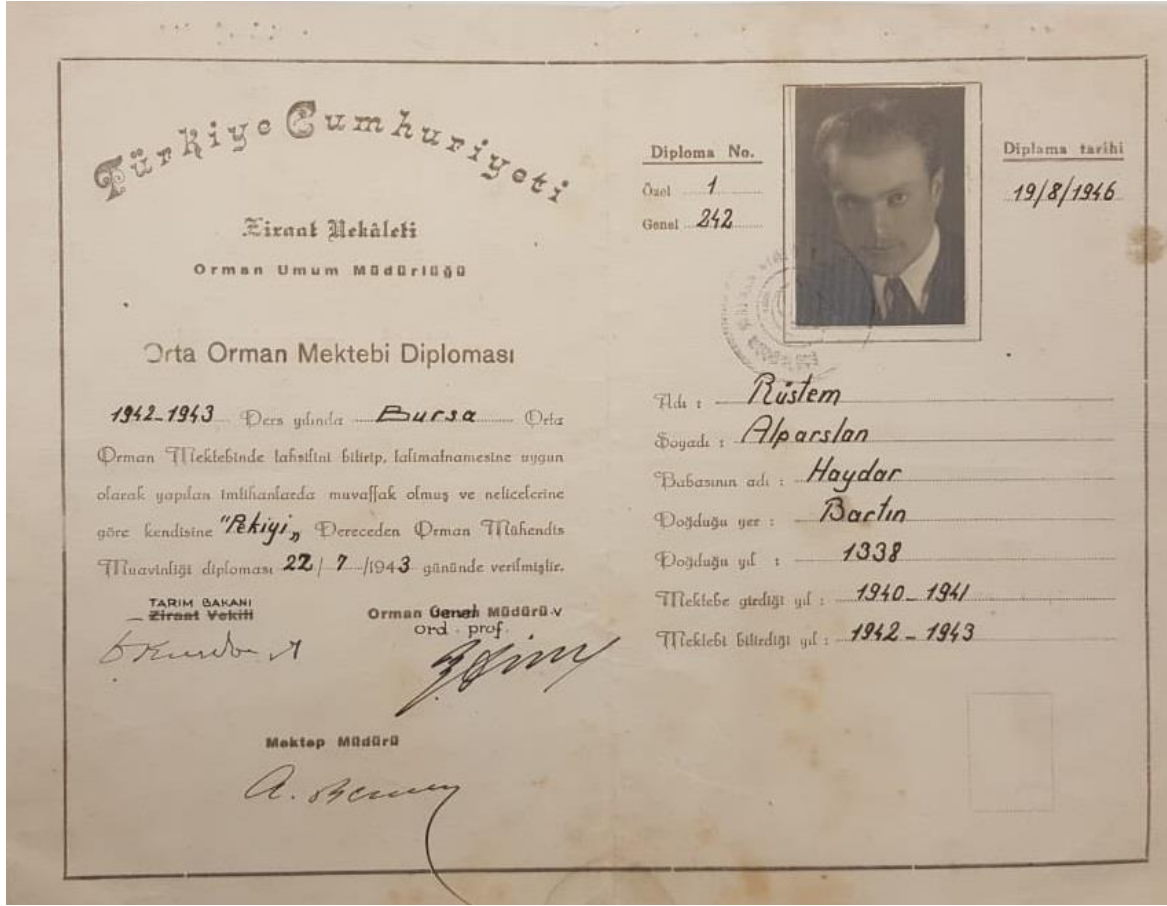 Türkiye Cumhuriyeti
Ziraat Vekâleti
Orman Umum Müdürlüğü
Orta Orman Mektebi Diploması
1942-1943 Ders yılında Bursa Orta
Orman Mektebinde tahsilini bitirip, talimatnamesine uygun
olarak yapılan imtihanlarda muvaffak olmuş ve neticelerine
göre kendisine "Pekiyi„ Dereceden Orman Mühendis
Muavinliği diploması 22/7/1943 gününde verilmiştir.
TARIM BAKANI
Ziraat Vekili
Orman Genel Müdürü V
Ord. prof.
Mektep Müdürü
Diploma No.
Özel 1
Genel 242
Diplama tarihi
19/8/1946
Adı : Rüstem
Soyadı : Alparslan
Babasının adı : Haydar
Doğduğu yer : Bartın
Doğduğu yıl : 1338
Mektebe girdiği yıl : 1940-1941
Mektebi bitirdiği yıl : 1942-1943